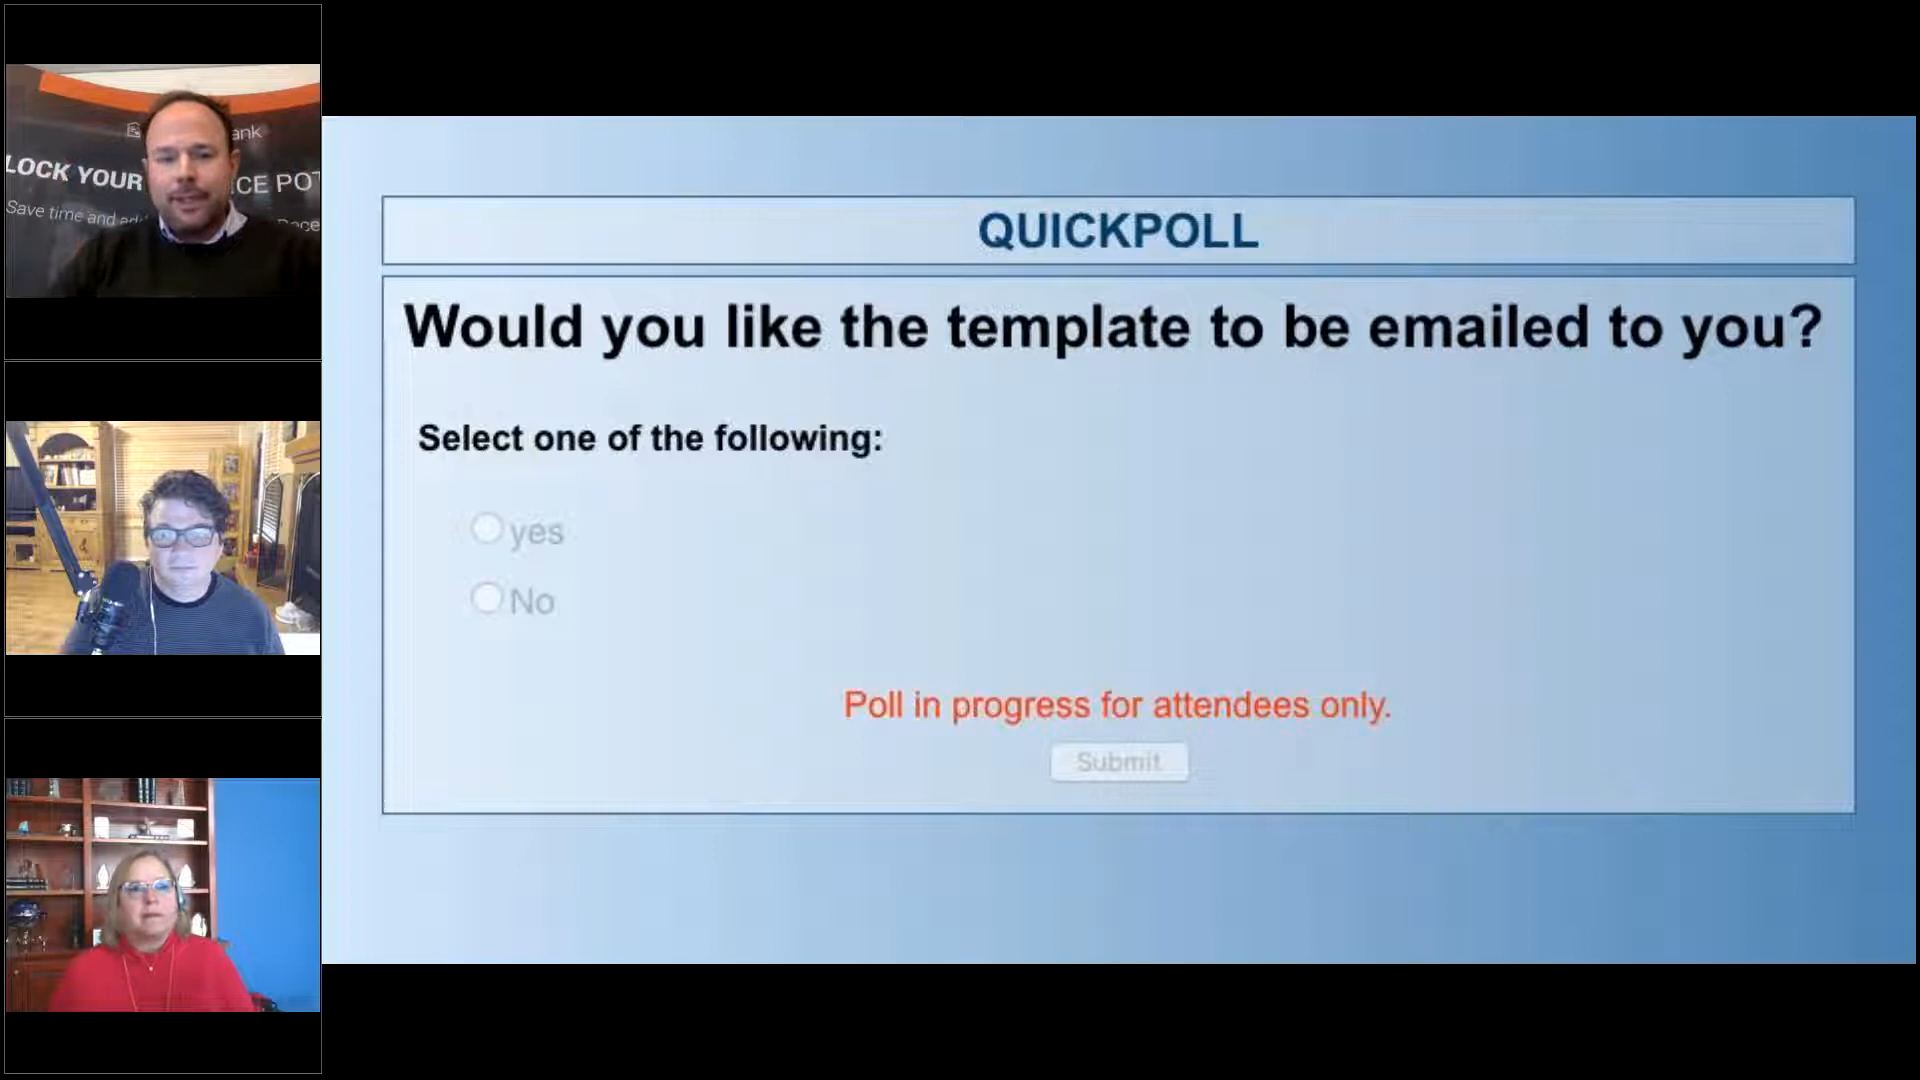 ank
LOCK YOUR
CE POT
Save time and
QUICKPOLL
Would you like the template to be emailed to you?
Select one of the following:
yes
No
Poll in progress for attendees only.
Submit